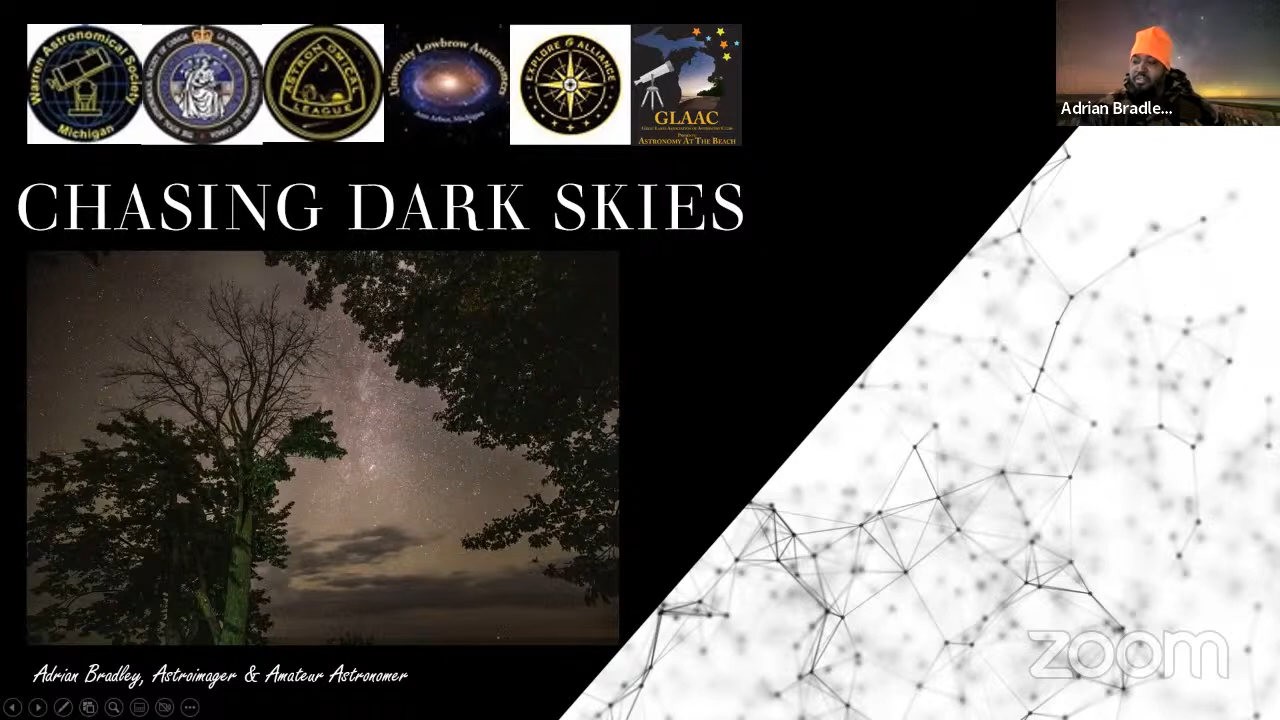 Warren Astronomical Society
Michigan
ASTRONOMICAL
LEAGUE
University Lowbrow Astronomers
Ann Arbor, Michigan
EXPLORE ALLIANCE
GLAAC
ASTRONOMY AT THE BEACH
Adrian Bradle...
CHASING DARK SKIES
Adrian Bradley, Astroimager & Amateur Astronomer
zoom